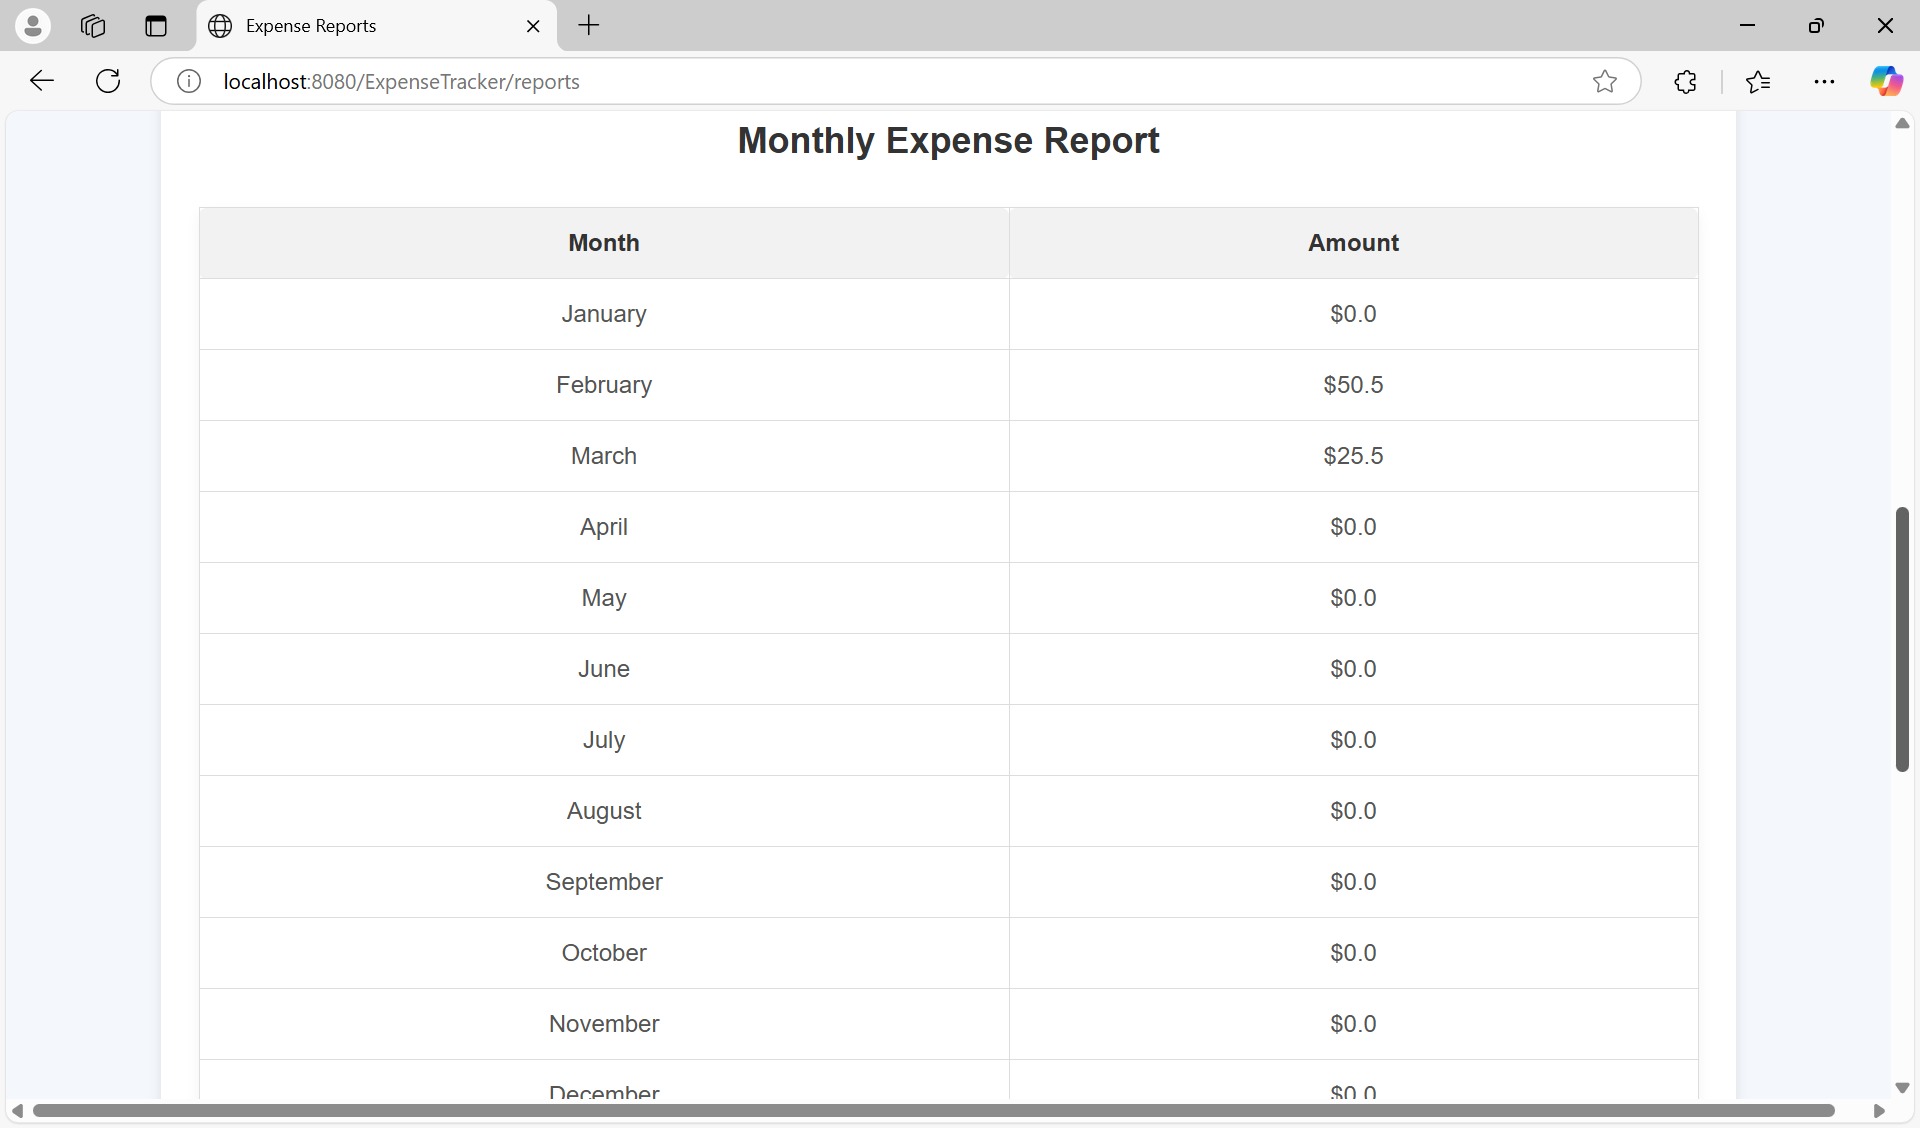 Expense Reports
localhost:8080/ExpenseTracker/reports
Monthly Expense Report
Month Amount
January $0.0
February $50.5
March $25.5
April $0.0
May $0.0
June $0.0
July $0.0
August $0.0
September $0.0
October $0.0
November $0.0
December $0.0